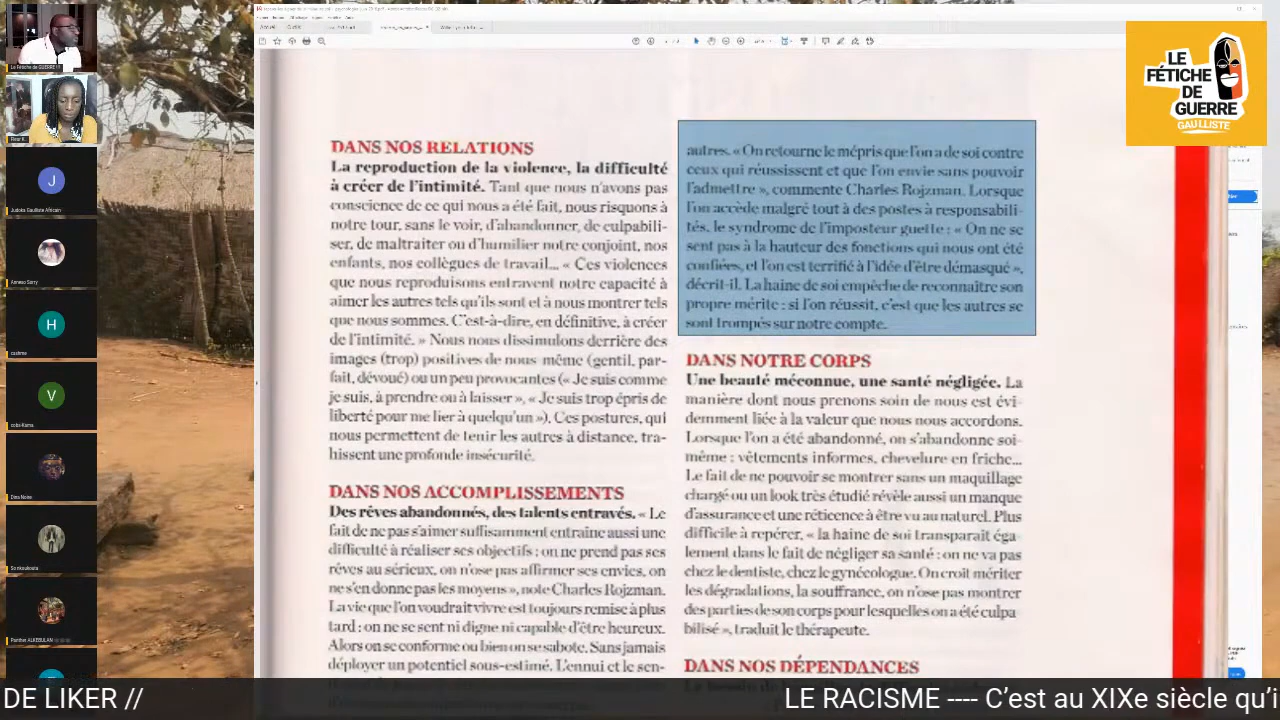 Accueil
Outils
Le Fétiche de GUERRE !!!
LE
FÉTICHE
DE
GUERRE
GAULLISTE
Fleur K.
J
Judoka Gaulliste Africain
H
V
coba Kama
Dina Noire
Panther ALKEBULAN
DANS NOS RELATIONS
La reproduction de la violence, la difficulté
à créer de l'intimité. Tant que nous n'avons pas
conscience de ce qui nous a été fait, nous risquons à
notre tour, sans le voir, d'abandonner, de culpabili-
ser, de maltraiter ou d'humilier notre conjoint, nos
enfants, nos collègues de travail... « Ces violences
que nous reproduisons entravent notre capacité à
aimer les autres tels qu'ils sont et à nous montrer tels
que nous sommes. C'est-à-dire, en définitive, à créer
de l'intimité. » Nous nous dissimulons derrière des
images (trop) positives de nous-même (gentil, par-
fait, dévoué) ou un peu provocantes (« Je suis comme
je suis, à prendre ou à laisser », « Je suis trop épris de
liberté pour me lier à quelqu'un »). Ces postures, qui
nous permettent de tenir les autres à distance, tra-
hissent une profonde insécurité.
DANS NOS ACCOMPLISSEMENTS
Des rêves abandonnés, des talents entravés. « Le
fait de ne pas s'aimer suffisamment entraîne aussi une
difficulté à réaliser ses objectifs : on ne prend pas ses
rêves au sérieux, on n'ose pas affirmer ses envies, on
ne s'en donne pas les moyens », note Charles Rojzman.
La vie que l'on voudrait vivre est toujours remise à plus
tard : on ne se sent ni digne ni capable d'être heureux.
Alors on se conforme ou bien on se sabote. Sans jamais
déployer un potentiel sous-estimé. L'ennui et le sen-
autres. « On retourne le mépris que l'on a de soi contre
ceux qui réussissent et que l'on envie sans pouvoir
l'admettre », commente Charles Rojzman. Lorsque
l'on accède malgré tout à des postes à responsabili-
tés, le syndrome de l'imposteur guette : « On ne se
sent pas à la hauteur des fonctions qui nous ont été
confiées, et l'on est terrifié à l'idée d'être démasqué »,
décrit-il. La haine de soi empêche de reconnaître son
propre mérite : si l'on réussit, c'est que les autres se
sont trompés sur notre compte.
DANS NOTRE CORPS
Une beauté méconnue, une santé négligée. La
manière dont nous prenons soin de nous est évi-
demment liée à la valeur que nous nous accordons.
Lorsque l'on a été abandonné, on s'abandonne soi-
même : vêtements informes, chevelure en friche...
Le fait de ne pouvoir se montrer sans un maquillage
chargé ou un look très étudié révèle aussi un manque
d'assurance et une réticence à être vu au naturel. Plus
difficile à repérer, « la haine de soi transparaît éga-
lement dans le fait de négliger sa santé : on ne va pas
chez le dentiste, chez le gynécologue. On croit mériter
les dégradations, la souffrance, on n'ose pas montrer
des parties de son corps pour lesquelles on a été culpa-
bilisé », traduit le thérapeute.
DANS NOS DÉPENDANCES
DE LIKER //
LE RACISME ---- C'est au XIXe siècle qu'i